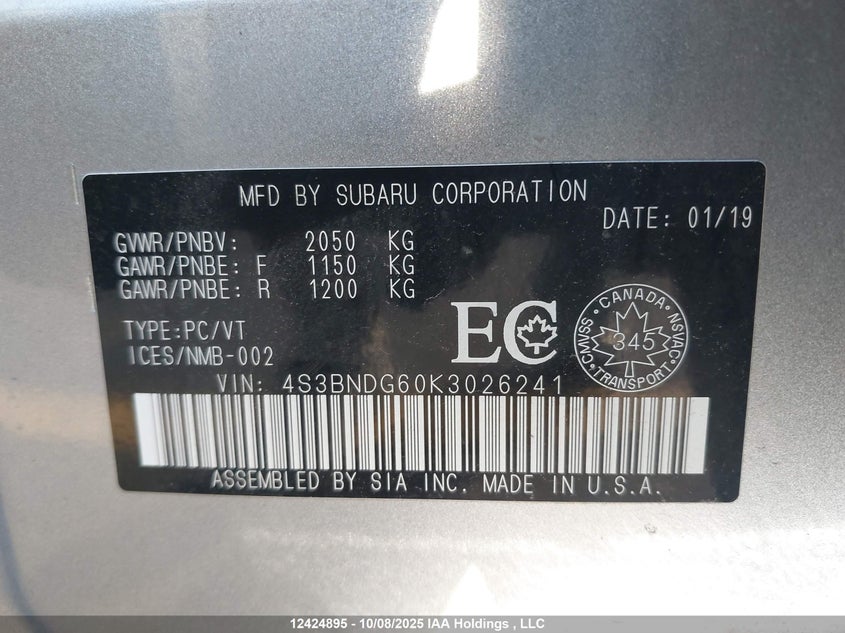 MFD BY SUBARU CORPORATION
DATE: 01/19
GVWR/PNBV: 2050 KG
GAWR/PNBE: F 1150 KG
GAWR/PNBE: R 1200 KG
TYPE:PC/VT
ICES/NMB-002
EC
CANADA
CMVSS
345
NSVAC
TRANSPORT
VIN: 4S3BNDG60K3026241
ASSEMBLED BY SIA INC. MADE IN U.S.A.
12424895 - 10/08/2025 IAA Holdings , LLC